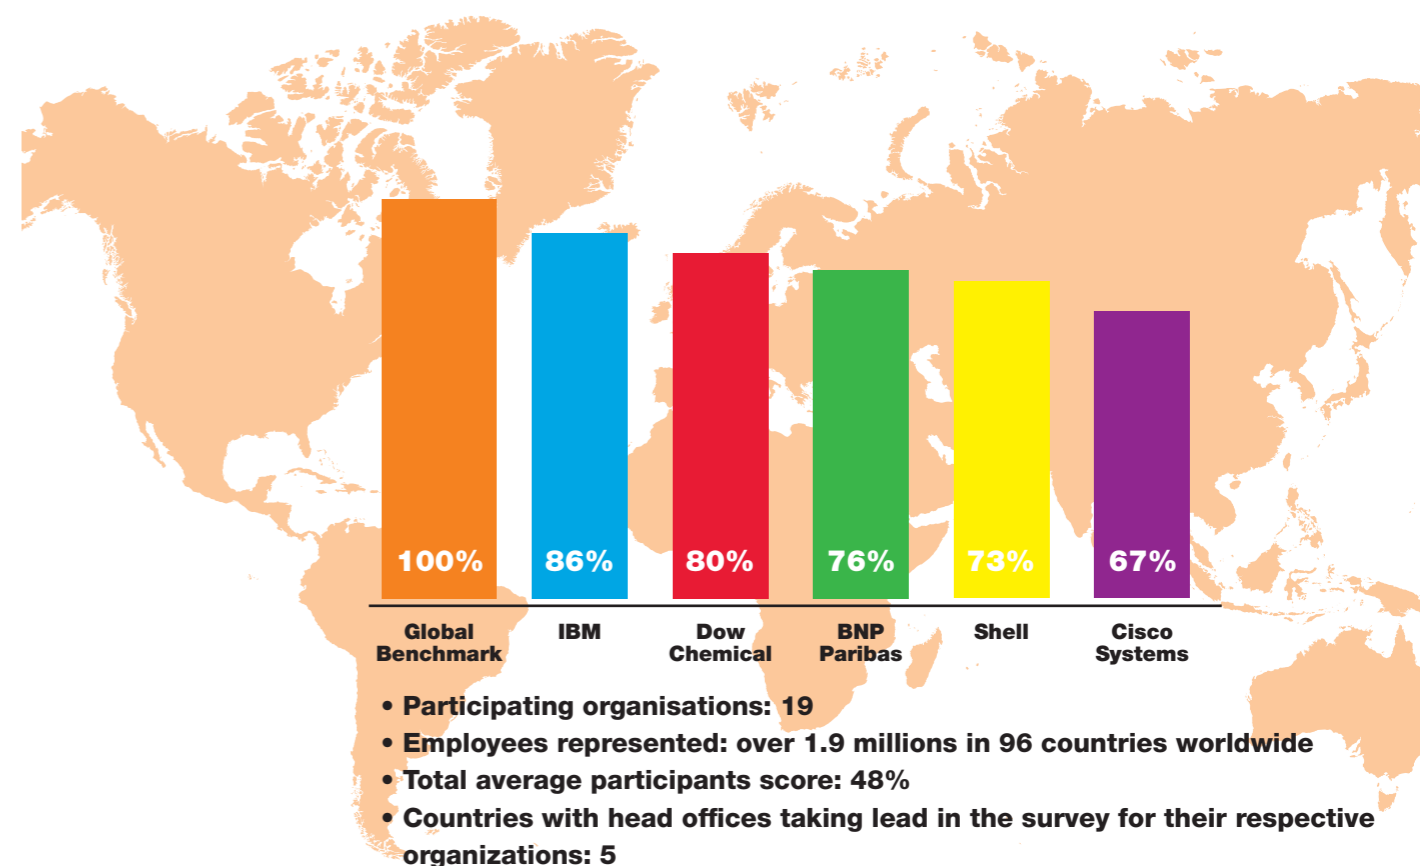 100% 86% 80% 76% 73% 67%
Global Benchmark
IBM
Dow Chemical
BNP Paribas
Shell
Cisco Systems
• Participating organisations: 19
• Employees represented: over 1.9 millions in 96 countries worldwide
• Total average participants score: 48%
• Countries with head offices taking lead in the survey for their respective
organizations: 5